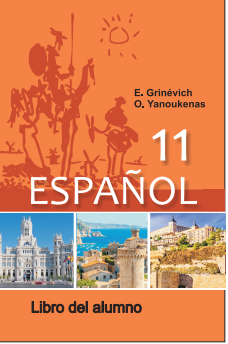 E. Grinévich
O. Yanoukenas
11
ESPAÑOL
Libro del alumno